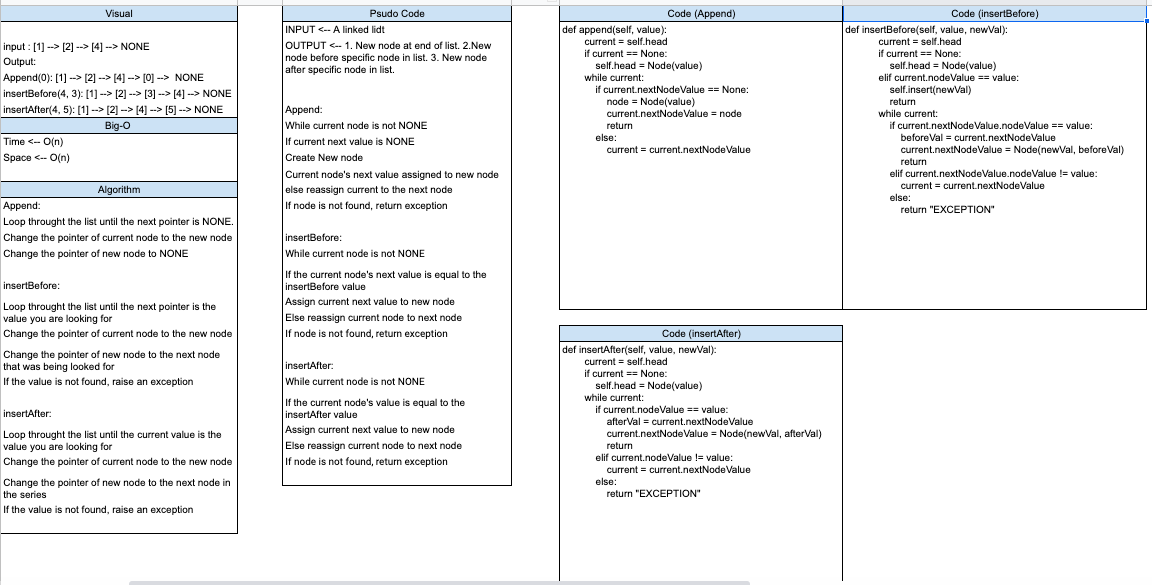 Visual
input : [1] --> [2] --> [4] --> NONE
Output:
Append(0): [1] --> [2] --> [4] --> [0] --> NONE
insertBefore(4, 3): [1] --> [2] --> [3] --> [4] --> NONE
insertAfter(4, 5): [1] --> [2] --> [4] --> [5] --> NONE
Big-O
Time <-- O(n)
Space <-- O(n)
Algorithm
Append:
Loop throught the list until the next pointer is NONE.
Change the pointer of current node to the new node
Change the pointer of new node to NONE
insertBefore:
Loop throught the list until the next pointer is the
value you are looking for
Change the pointer of current node to the new node
Change the pointer of new node to the next node
that was being looked for
If the value is not found, raise an exception
insertAfter:
Loop throught the list until the current value is the
value you are looking for
Change the pointer of current node to the new node
Change the pointer of new node to the next node in
the series
If the value is not found, raise an exception
Psudo Code
INPUT <-- A linked lidt
OUTPUT <-- 1. New node at end of list. 2.New
node before specific node in list. 3. New node
after specific node in list.
Append:
While current node is not NONE
If current next value is NONE
Create New node
Current node's next value assigned to new node
else reassign current to the next node
If node is not found, return exception
insertBefore:
While current node is not NONE
If the current node's next value is equal to the
insertBefore value
Assign current next value to new node
Else reassign current node to next node
If node is not found, return exception
insertAfter:
While current node is not NONE
If the current node's value is equal to the
insertAfter value
Assign current next value to new node
Else reassign current node to next node
If node is not found, return exception
Code (Append)
def append(self, value):
current = self.head
if current == None:
self.head = Node(value)
while current:
if current.nextNodeValue == None:
node = Node(value)
current.nextNodeValue = node
return
else:
current = current.nextNodeValue
Code (insertBefore)
def insertBefore(self, value, newVal):
current = self.head
if current == None:
self.head = Node(value)
elif current.nodeValue == value:
self.insert(newVal)
return
while current:
if current.nextNodeValue.nodeValue == value:
beforeVal = current.nextNodeValue
current.nextNodeValue = Node(newVal, beforeVal)
return
elif current.nextNodeValue.nodeValue != value:
current = current.nextNodeValue
else:
return "EXCEPTION"
Code (insertAfter)
def insertAfter(self, value, newVal):
current = self.head
if current == None:
self.head = Node(value)
while current:
if current.nodeValue == value:
afterVal = current.nextNodeValue
current.nextNodeValue = Node(newVal, afterVal)
return
elif current.nodeValue != value:
current = current.nextNodeValue
else:
return "EXCEPTION"